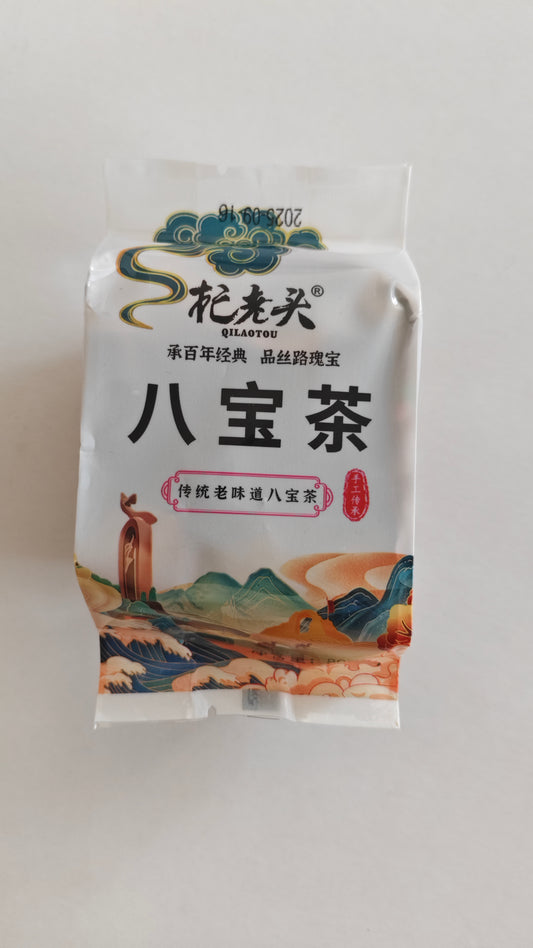 2025-09-16
杞老头®
QILAOTOU
承百年经典 品丝路瑰宝
八宝茶
传统老味道八宝茶
手工传承